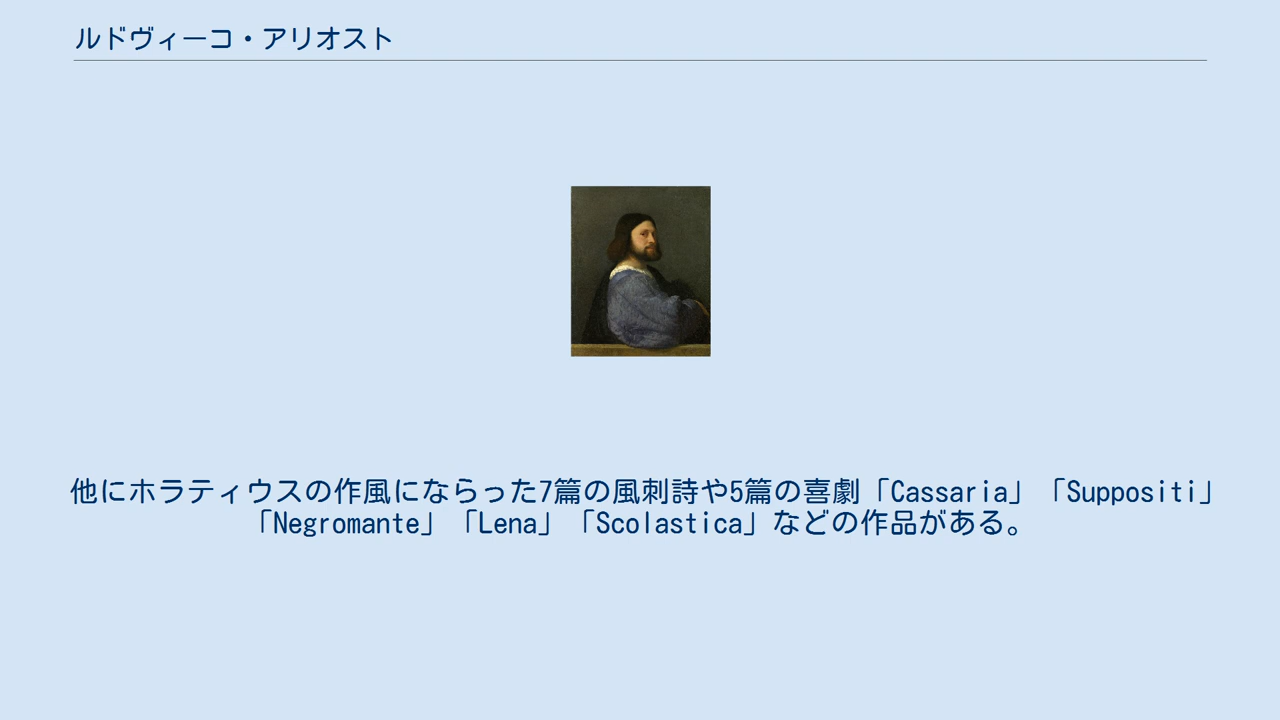 ルドヴィーコ・アリオスト
他にホラティウスの作風にならった7篇の風刺詩や5篇の喜劇「Cassaria」「Suppositi」
「Negromante」「Lena」「Scolastica」などの作品がある。